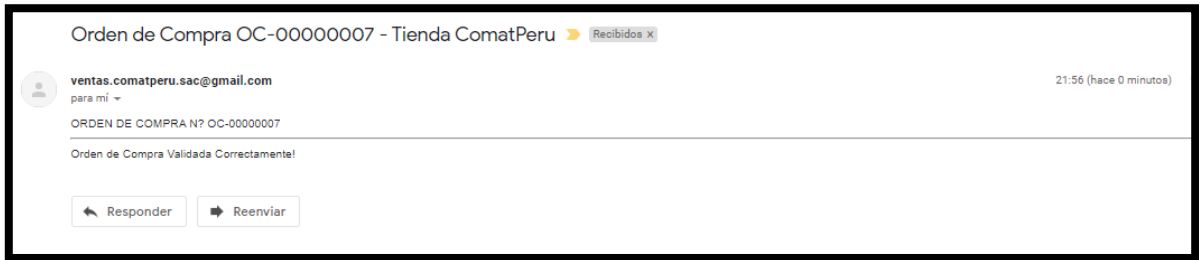 Orden de Compra OC-00000007 - Tienda ComatPeru Recibidos x
ventas.comatperu.sac@gmail.com 21:56 (hace 0 minutos)
para mí
ORDEN DE COMPRA N? OC-00000007
Orden de Compra Validada Correctamente!
Responder Reenviar